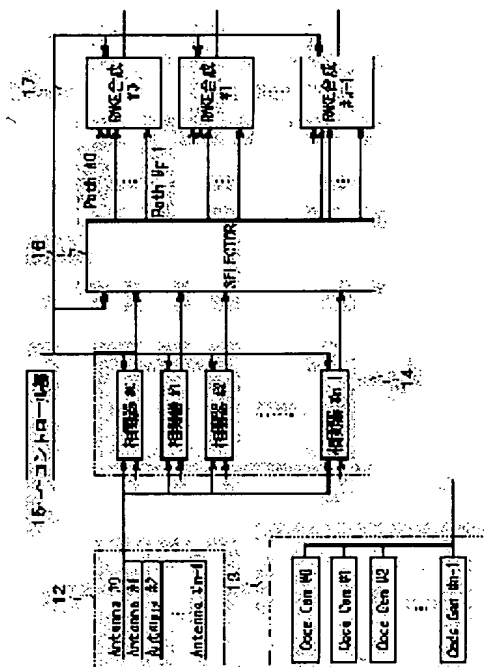 12
Antenna #0
Antenna #1
Antenna #2
Antenna #n-1
13
Code Gen #0
Code Gen #1
Code Gen #2
Code Gen #n-1
15
コントロール部
相関器 #0
相関器 #1
相関器 #2
相関器 #n-1
14
16
SELECTOR
Path #0
17
RAKE合成
#0
RAKE合成
#1
RAKE合成